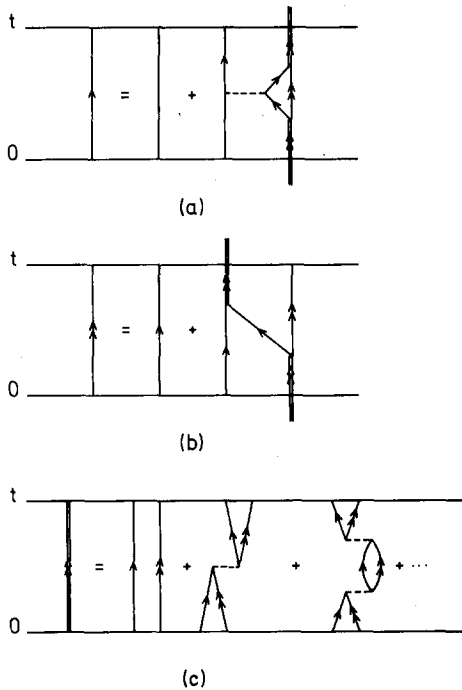 t
= +
0
(a)
t
= +
0
(b)
t
= + + + ...
0
(c)